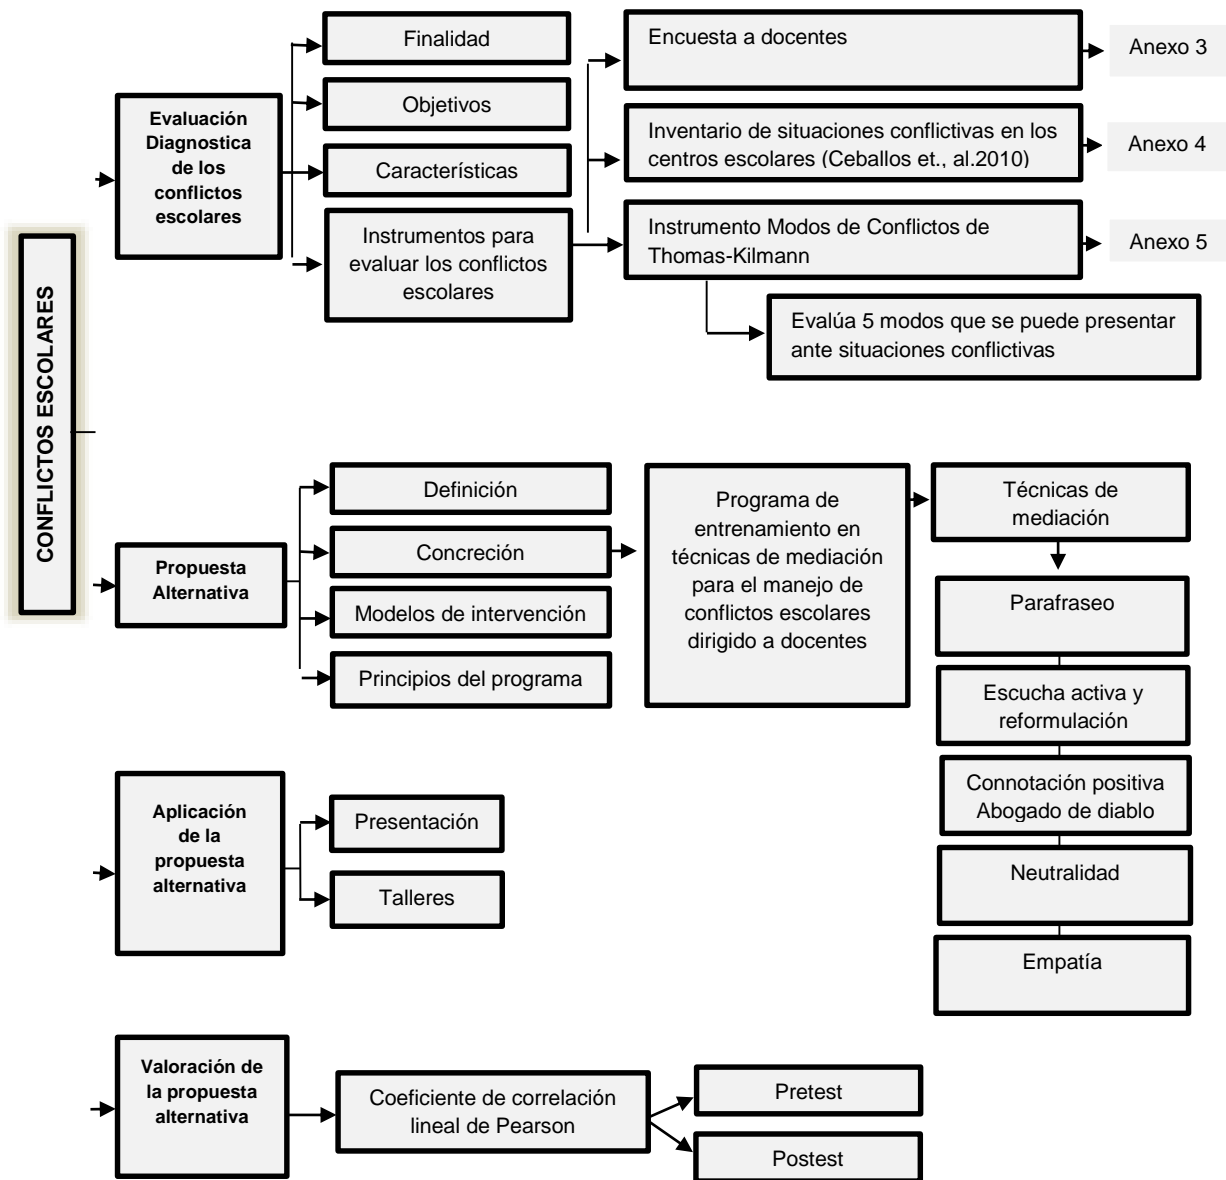 CONFLICTOS ESCOLARES
Evaluación
Diagnostica
de los
conflictos
escolares
Finalidad
Objetivos
Características
Instrumentos para
evaluar los conflictos
escolares
Encuesta a docentes
Anexo 3
Inventario de situaciones conflictivas en los
centros escolares (Ceballos et., al.2010)
Anexo 4
Instrumento Modos de Conflictos de
Thomas-Kilmann
Anexo 5
Evalúa 5 modos que se puede presentar
ante situaciones conflictivas
Propuesta
Alternativa
Definición
Concreción
Modelos de intervención
Principios del programa
Programa de
entrenamiento en
técnicas de mediación
para el manejo de
conflictos escolares
dirigido a docentes
Técnicas de
mediación
Parafraseo
Escucha activa y
reformulación
Connotación positiva
Abogado de diablo
Neutralidad
Empatía
Aplicación
de la
propuesta
alternativa
Presentación
Talleres
Valoración de
la propuesta
alternativa
Coeficiente de correlación
lineal de Pearson
Pretest
Postest